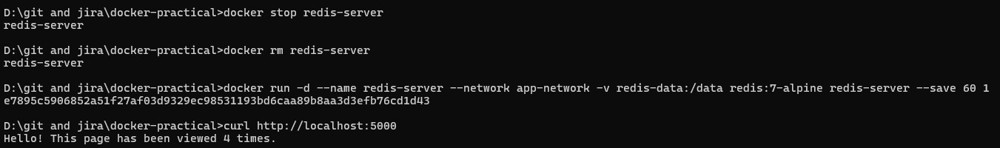 D:\git and jira\docker-practical>docker stop redis-server
redis-server
D:\git and jira\docker-practical>docker rm redis-server
redis-server
D:\git and jira\docker-practical>docker run -d --name redis-server --network app-network -v redis-data:/data redis:7-alpine redis-server --save 60 1
e7895c5906852a51f27af03d9329ec98531193bd6caa89b8aa3d3efb76cd1d43
D:\git and jira\docker-practical>curl http://localhost:5000
Hello! This page has been viewed 4 times.